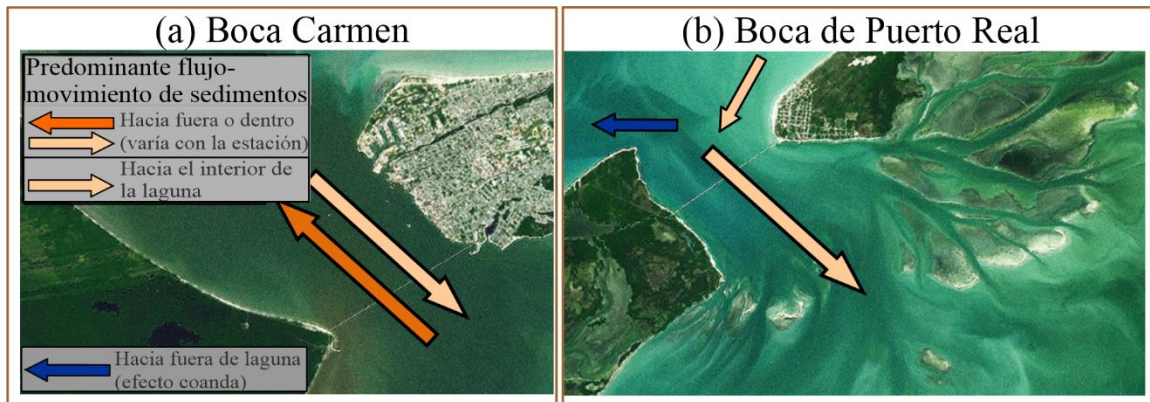 (a) Boca Carmen
Predominante flujo-
movimiento de sedimentos
Hacia fuera o dentro
(varía con la estación)
Hacia el interior de
la laguna
Hacia fuera de laguna
(efecto coanda)
(b) Boca de Puerto Real